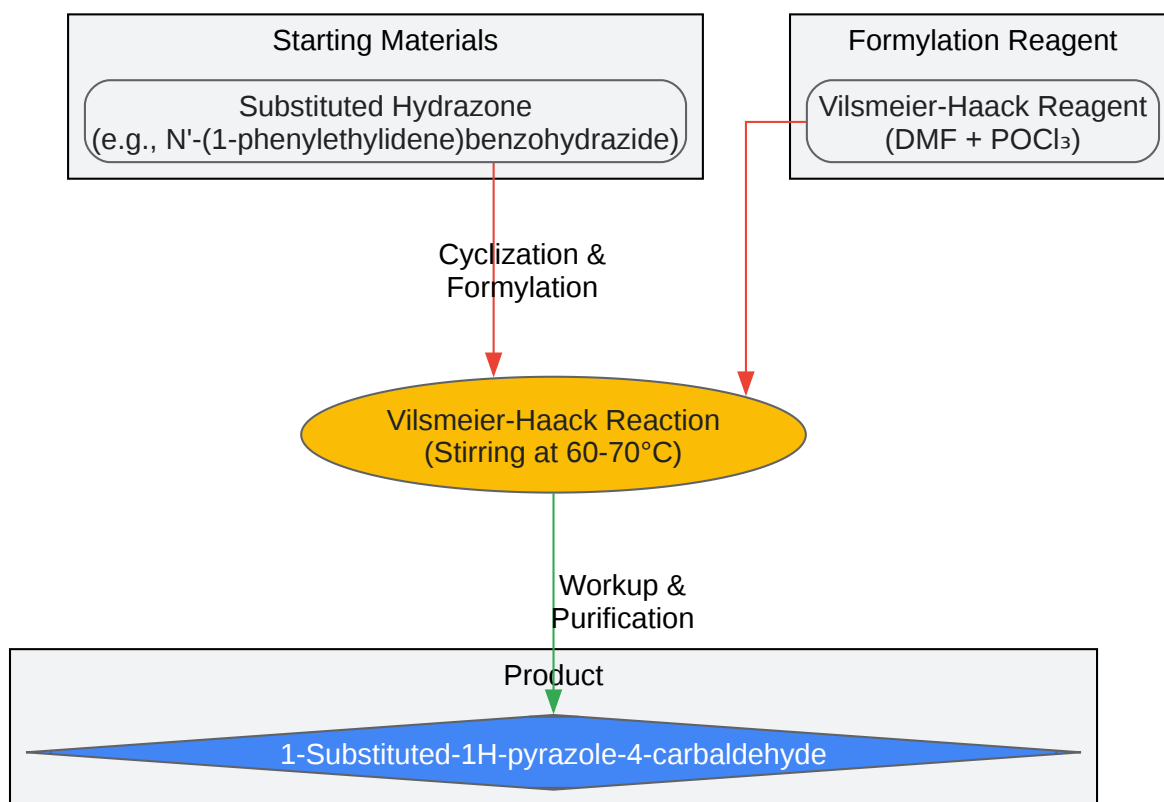 Starting Materials
Formylation Reagent
Substituted Hydrazone
(e.g., N'-(1-phenylethylidene)benzohydrazide)
Vilsmeier-Haack Reagent
(DMF + POCl₃)
Cyclization &
Formylation
Vilsmeier-Haack Reaction
(Stirring at 60-70°C)
Workup &
Purification
Product
1-Substituted-1H-pyrazole-4-carbaldehyde